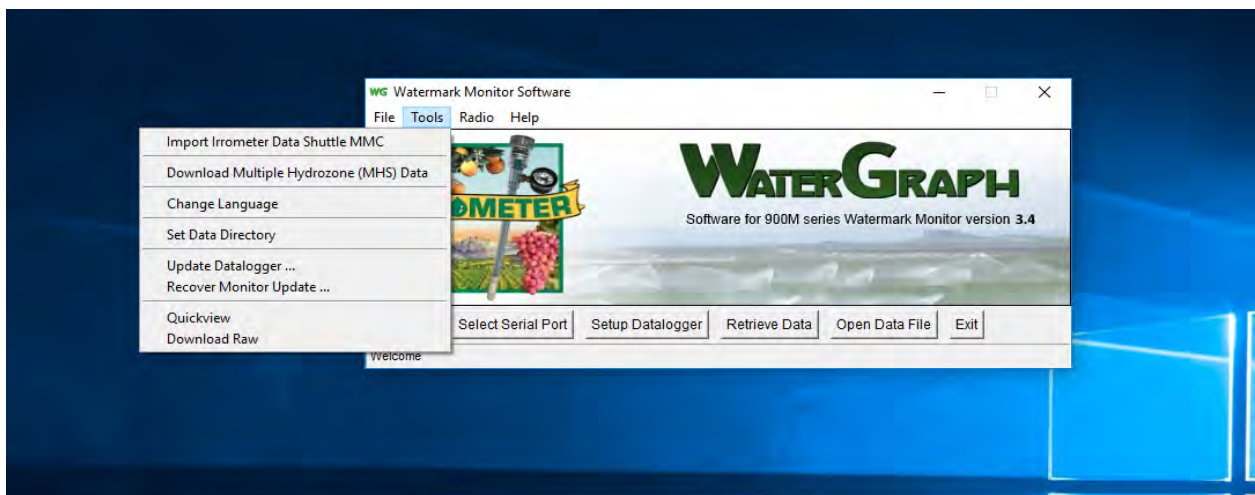 WG Watermark Monitor Software
File Tools Radio Help
Import Irrometer Data Shuttle MMC
Download Multiple Hydrozone (MHS) Data
Change Language
Set Data Directory
Update Datalogger ...
Recover Monitor Update ...
Quickview
Download Raw
OMETER
WATERGRAPH
Software for 900M series Watermark Monitor version 3.4
Select Serial Port Setup Datalogger Retrieve Data Open Data File Exit
Welcome